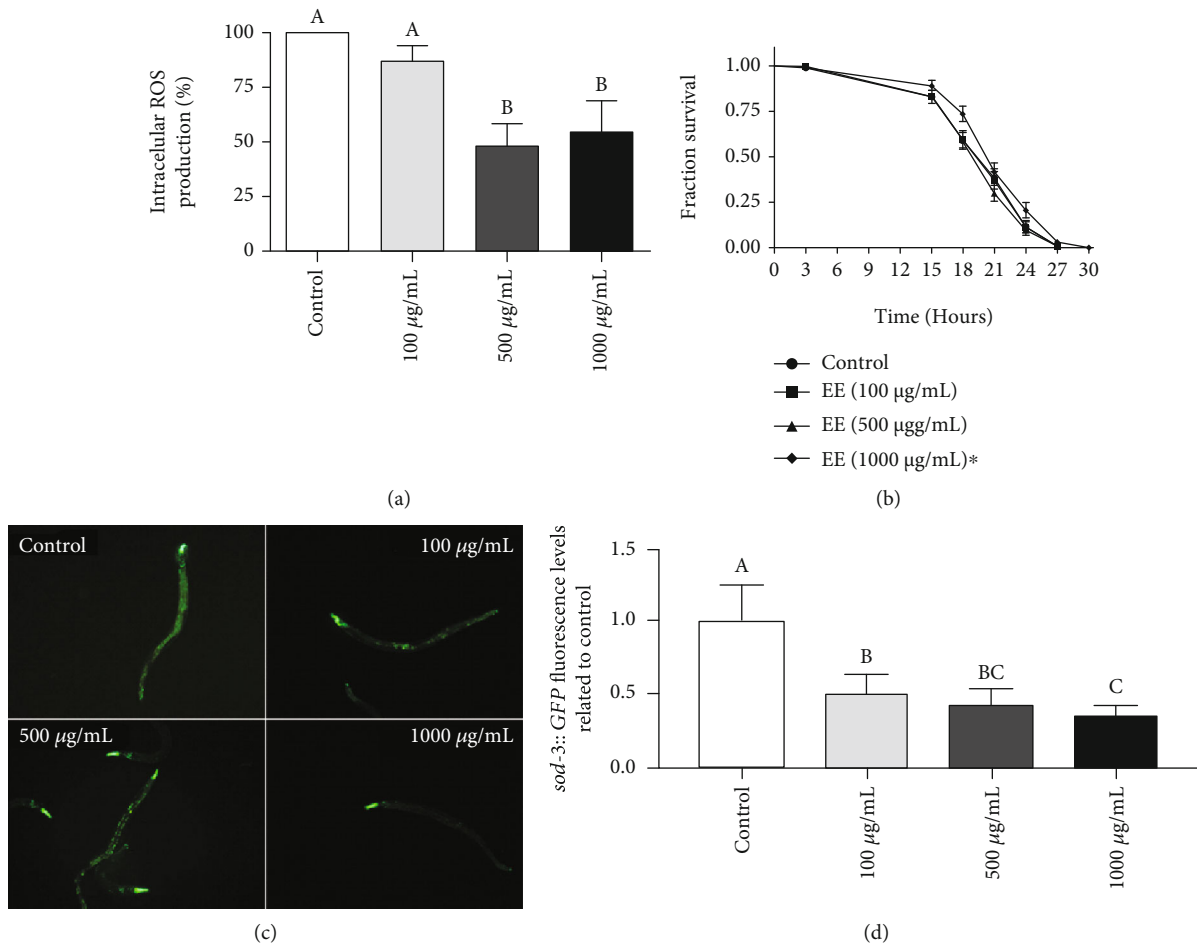 Intracelular ROS
production (%)
100
75
50
25
0
A
A
B
B
Control
100 µg/mL
500 µg/mL
1000 µg/mL
(a)
Fraction survival
1.00
0.75
0.50
0.25
0.00
0 3 6 9 12 15 18 21 24 27 30
Time (Hours)
Control
EE (100 µg/mL)
EE (500 µgg/mL)
EE (1000 µg/mL)*
(b)
Control
100 µg/mL
500 µg/mL
1000 µg/mL
(c)
sod-3:: GFP fluorescence levels
related to control
1.5
1.0
0.5
0.0
A
B
BC
C
Control
100 µg/mL
500 µg/mL
1000 µg/mL
(d)